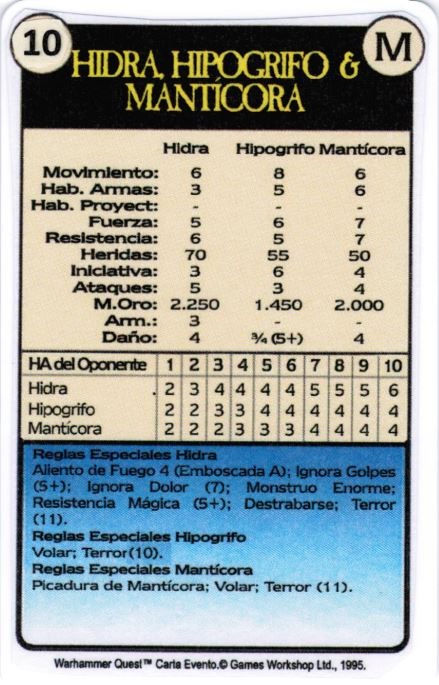 10
M
HIDRA, HIPOGRIFO &
MANTÍCORA
Hidra Hipogrifo Mantícora
Movimiento: 6 8 6
Hab. Armas: 3 5 6
Hab. Proyect: - - -
Fuerza: 5 6 7
Resistencia: 6 5 7
Heridas: 70 55 50
Iniciativa: 3 6 4
Ataques: 5 3 4
M.Oro: 2.250 1.450 2.000
Arm.: 3 - -
Daño: 4 ¾ (5+) 4
HA del Oponente 1 2 3 4 5 6 7 8 9 10
Hidra . 2 3 4 4 4 4 5 5 5 6
Hipogrifo 2 2 3 3 4 4 4 4 4 4
Mantícora 2 2 2 3 3 3 4 4 4 4
Reglas Especiales Hidra
Aliento de Fuego 4 (Emboscada A); Ignora Golpes
(5+); Ignora Dolor (7); Monstruo Enorme;
Resistencia Mágica (5+); Destrabarse; Terror
(11).
Reglas Especiales Hipogrifo
Volar; Terror(10).
Reglas Especiales Mantícora
Picadura de Mantícora; Volar; Terror (11).
Warhammer Quest™ Carta Evento.© Games Workshop Ltd., 1995.